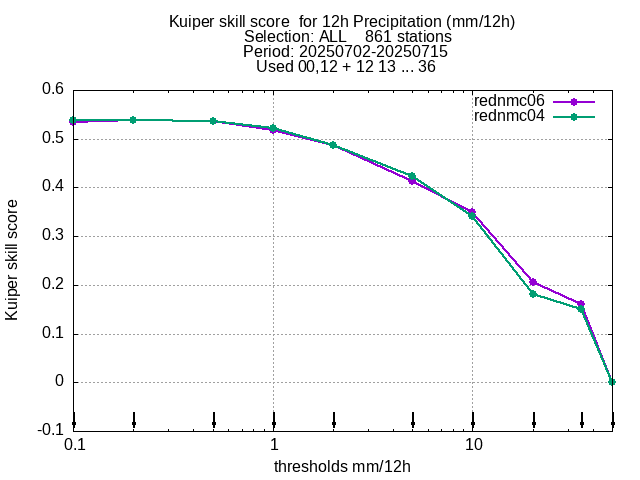 Kuiper skill score  for 12h Precipitation (mm/12h)
Selection: ALL    861 stations
Period: 20250702-20250715
Used 00,12 + 12 13 ... 36
rednmc06
rednmc04
0.6
0.5
0.4
0.3
0.2
0.1
0
-0.1
Kuiper skill score
0.1 1 10
thresholds mm/12h